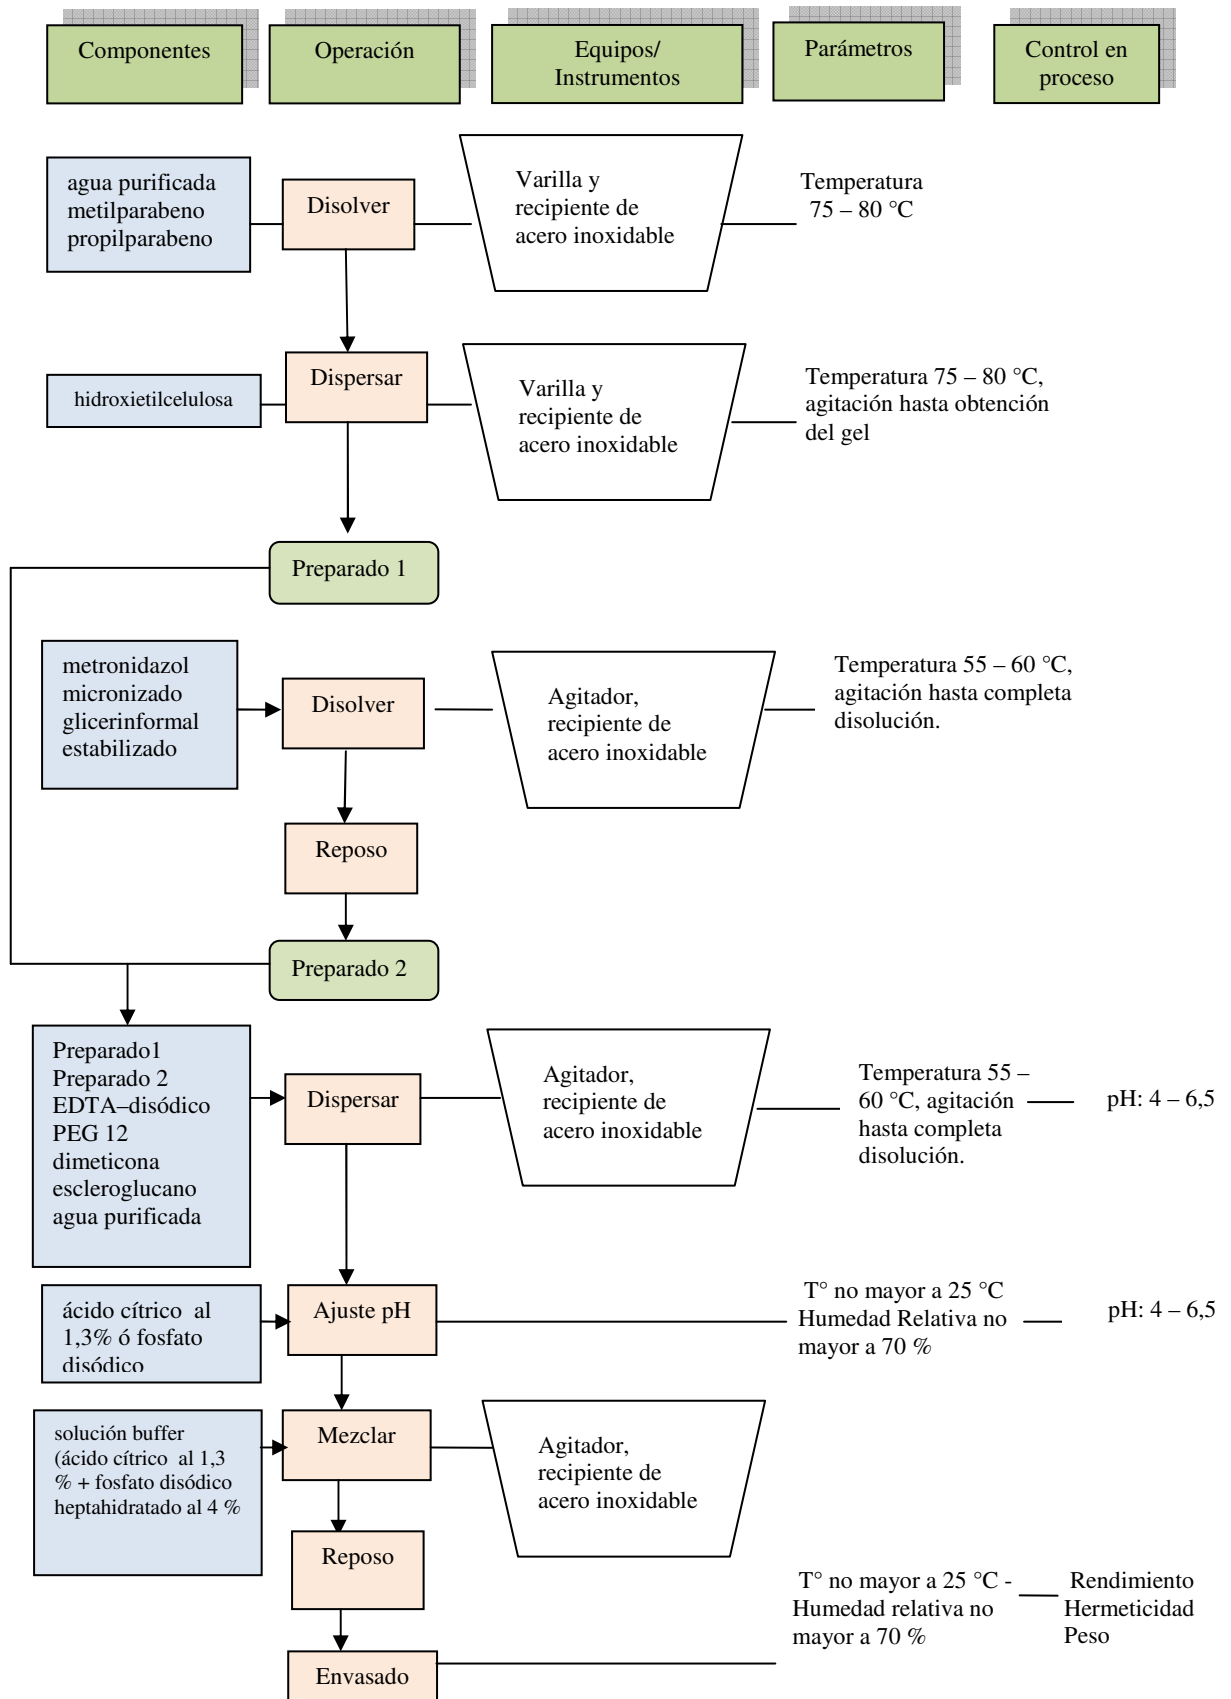 Componentes
Operación
Equipos/
Instrumentos
Parámetros
Control en
proceso
agua purificada
metilparabeno
propilparabeno
Disolver
Varilla y
recipiente de
acero inoxidable
Temperatura
75 – 80 °C
hidroxietilcelulosa
Dispersar
Varilla y
recipiente de
acero inoxidable
Temperatura 75 – 80 °C,
agitación hasta obtención
del gel
Preparado 1
metronidazol
micronizado
glicerinformal
estabilizado
Disolver
Agitador,
recipiente de
acero inoxidable
Temperatura 55 – 60 °C,
agitación hasta completa
disolución.
Reposo
Preparado 2
Preparado1
Preparado 2
EDTA–disódico
PEG 12
dimeticona
escleroglucano
agua purificada
Dispersar
Agitador,
recipiente de
acero inoxidable
Temperatura 55 –
60 °C, agitación
hasta completa
disolución.
pH: 4 – 6,5
ácido cítrico al
1,3% ó fosfato
disódico
Ajuste pH
T° no mayor a 25 °C
Humedad Relativa no
mayor a 70 %
pH: 4 – 6,5
solución buffer
(ácido cítrico al 1,3
% + fosfato disódico
heptahidratado al 4 %
Mezclar
Agitador,
recipiente de
acero inoxidable
Reposo
T° no mayor a 25 °C -
Humedad relativa no
mayor a 70 %
Rendimiento
Hermeticidad
Peso
Envasado